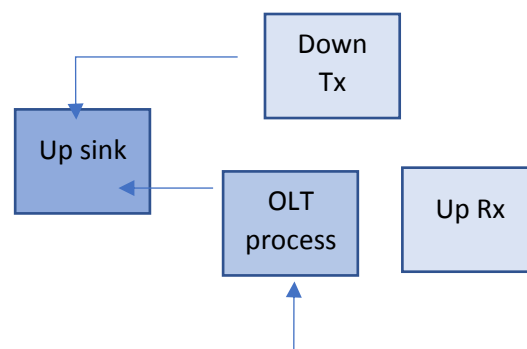 Down
Tx
Up sink
OLT
process
Up Rx